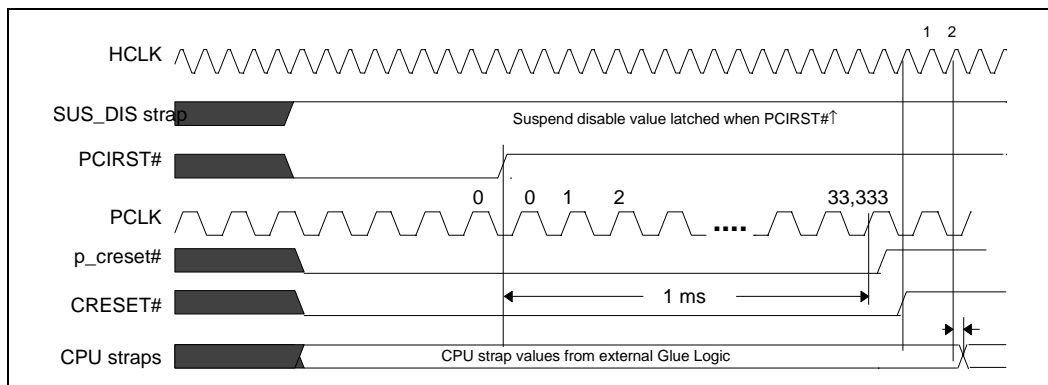 1 2
HCLK
SUS_DIS strap
Suspend disable value latched when PCIRST#↑
PCIRST#
0 0 1 2 33,333
PCLK
....
p_creset#
1 ms
CRESET#
CPU straps
CPU strap values from external Glue Logic